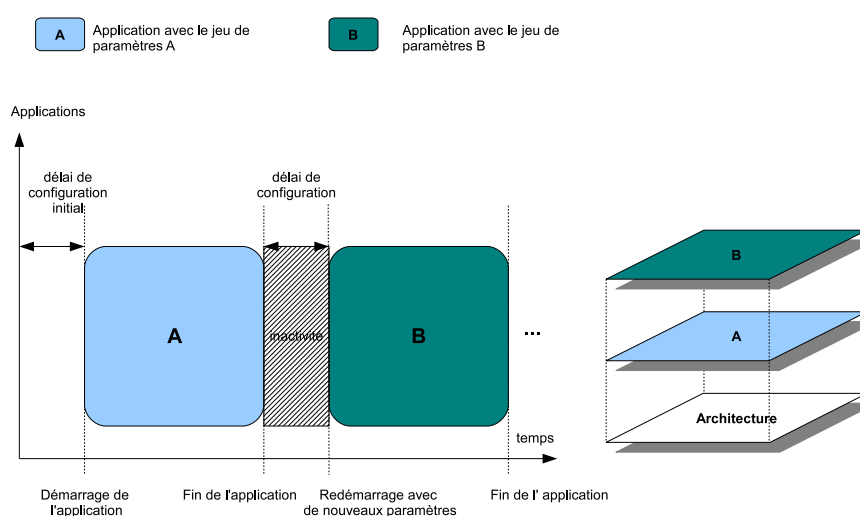 A
Application avec le jeu de
paramètres A
B
Application avec le jeu de
paramètres B
Applications
délai de
configuration
initial
délai de
configuration
A
inactivité
B
...
temps
Démarrage de
l'application
Fin de l'application
Redémarrage avec
de nouveaux paramètres
Fin de l' application
B
A
Architecture